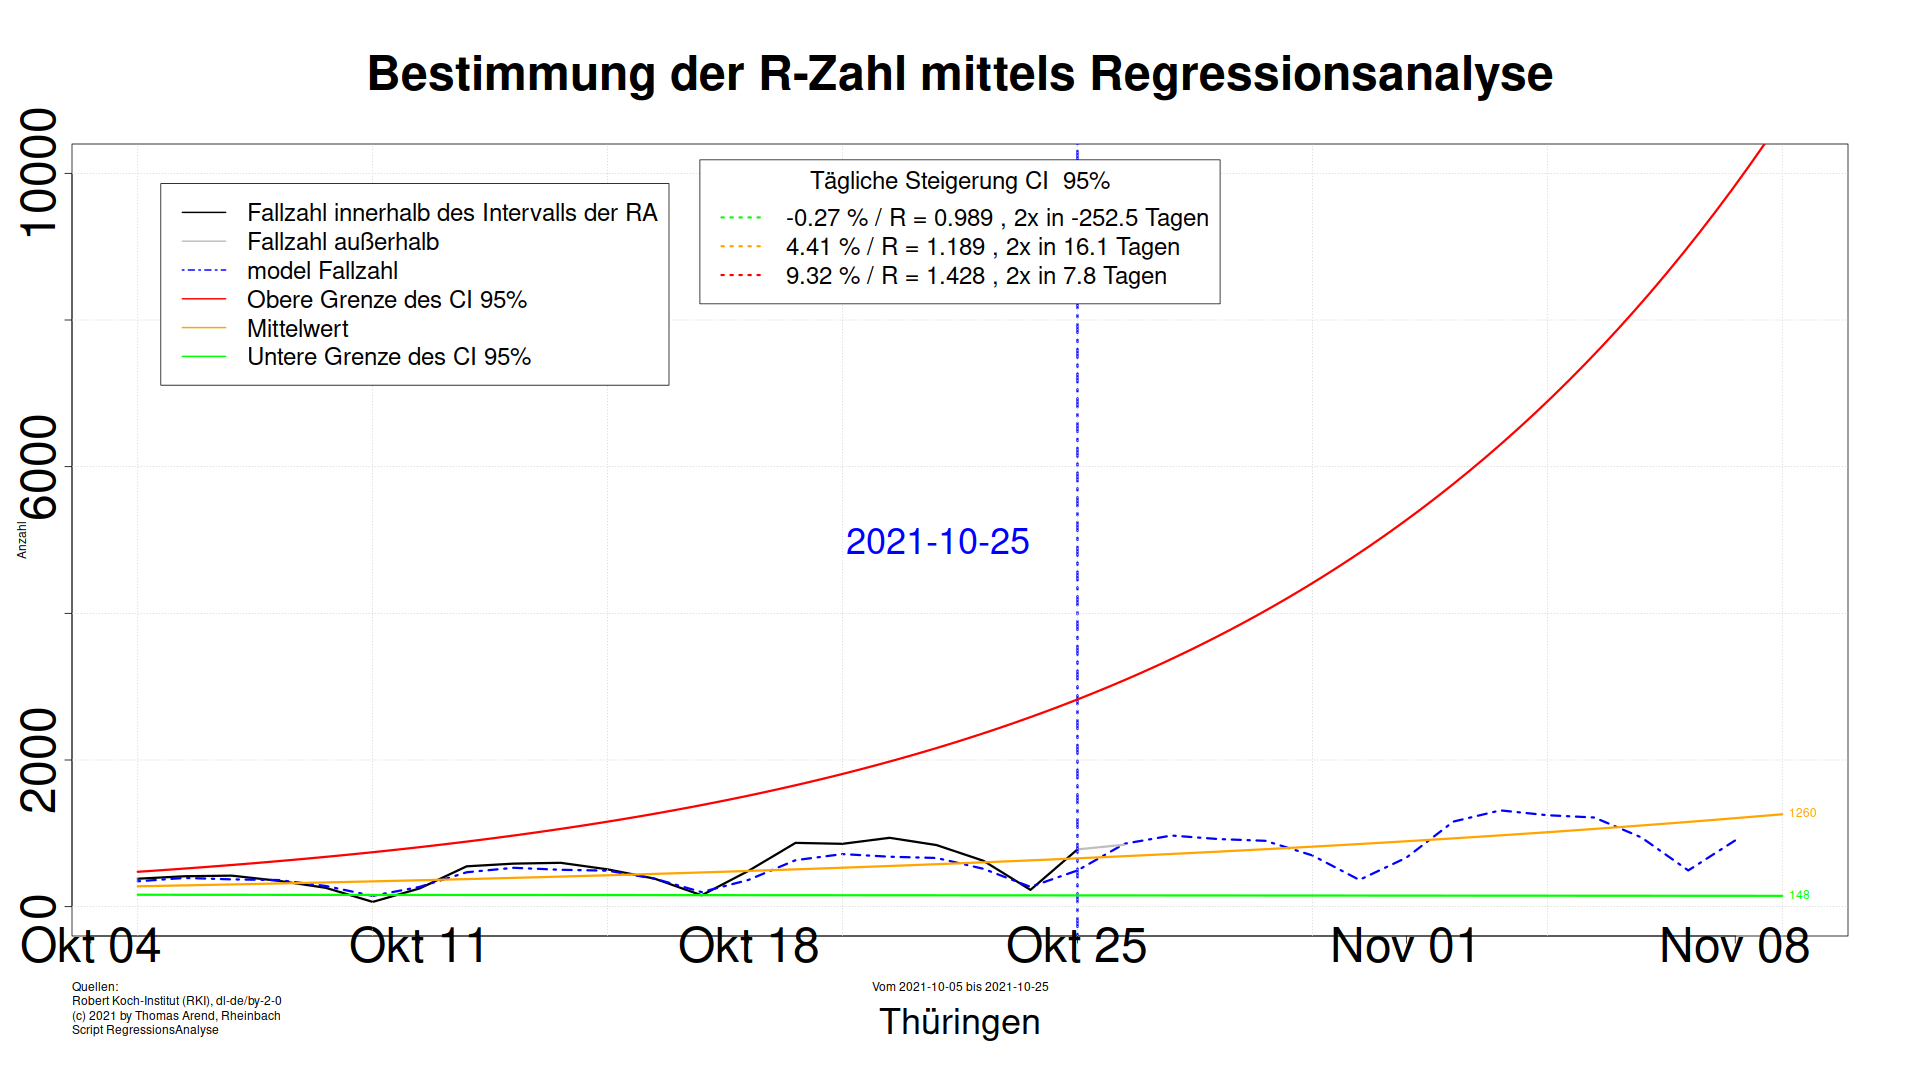 Bestimmung der R-Zahl mittels Regressionsanalyse
Tägliche Steigerung CI  95%
-0.27 % / R = 0.989 , 2x in -252.5 Tagen
4.41 % / R = 1.189 , 2x in 16.1 Tagen
9.32 % / R = 1.428 , 2x in 7.8 Tagen
Fallzahl innerhalb des Intervalls der RA
Fallzahl außerhalb
model Fallzahl
Obere Grenze des CI 95%
Mittelwert
Untere Grenze des CI 95%
10000
6000
2000
0
Anzahl
2021-10-25
1260
148
Okt 04
Okt 11
Okt 18
Okt 25
Nov 01
Nov 08
Quellen:
Robert Koch-Institut (RKI), dl-de/by-2-0
(c) 2021 by Thomas Arend, Rheinbach
Script RegressionsAnalyse
Vom 2021-10-05 bis 2021-10-25
Thüringen